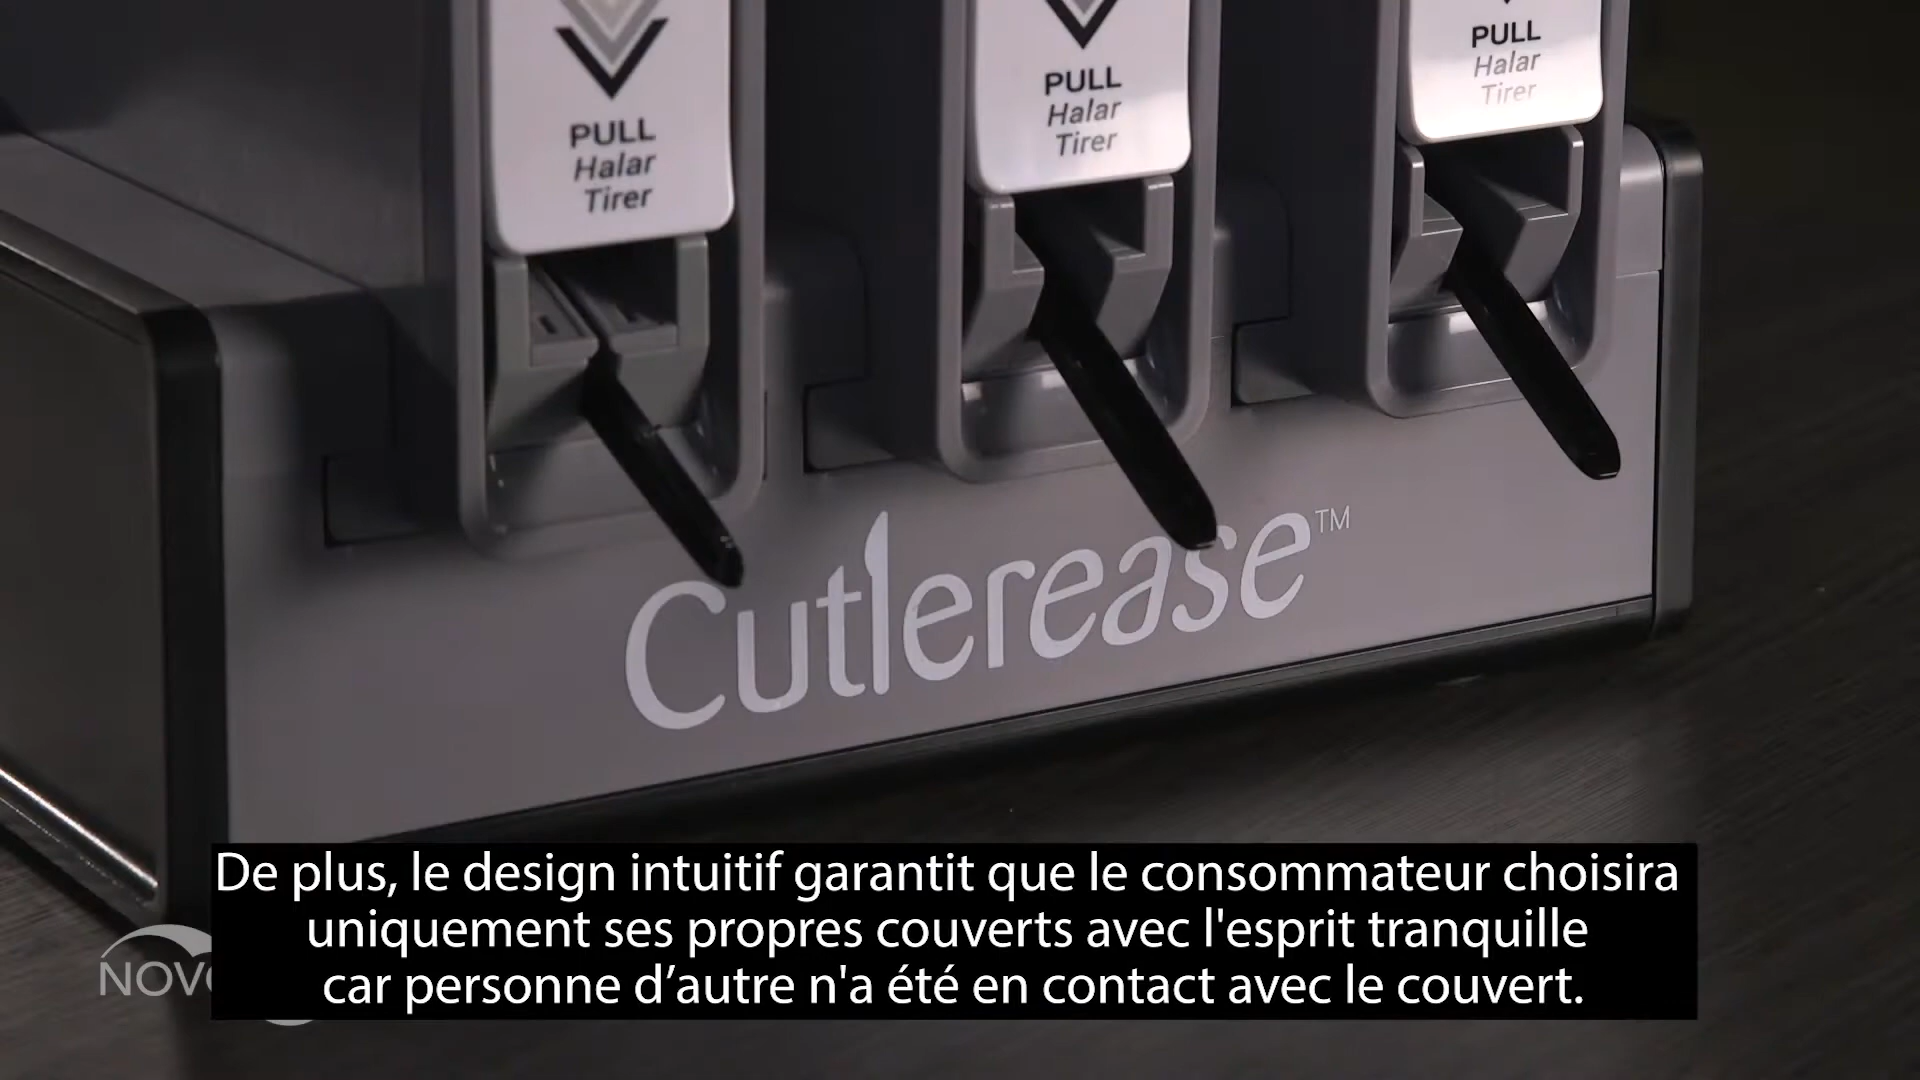 PULL
Halar
Tirer
PULL
Halar
Tirer
PULL
Halar
Tirer
Cutlerease™
De plus, le design intuitif garantit que le consommateur choisira
uniquement ses propres couverts avec l'esprit tranquille
car personne d’autre n'a été en contact avec le couvert.